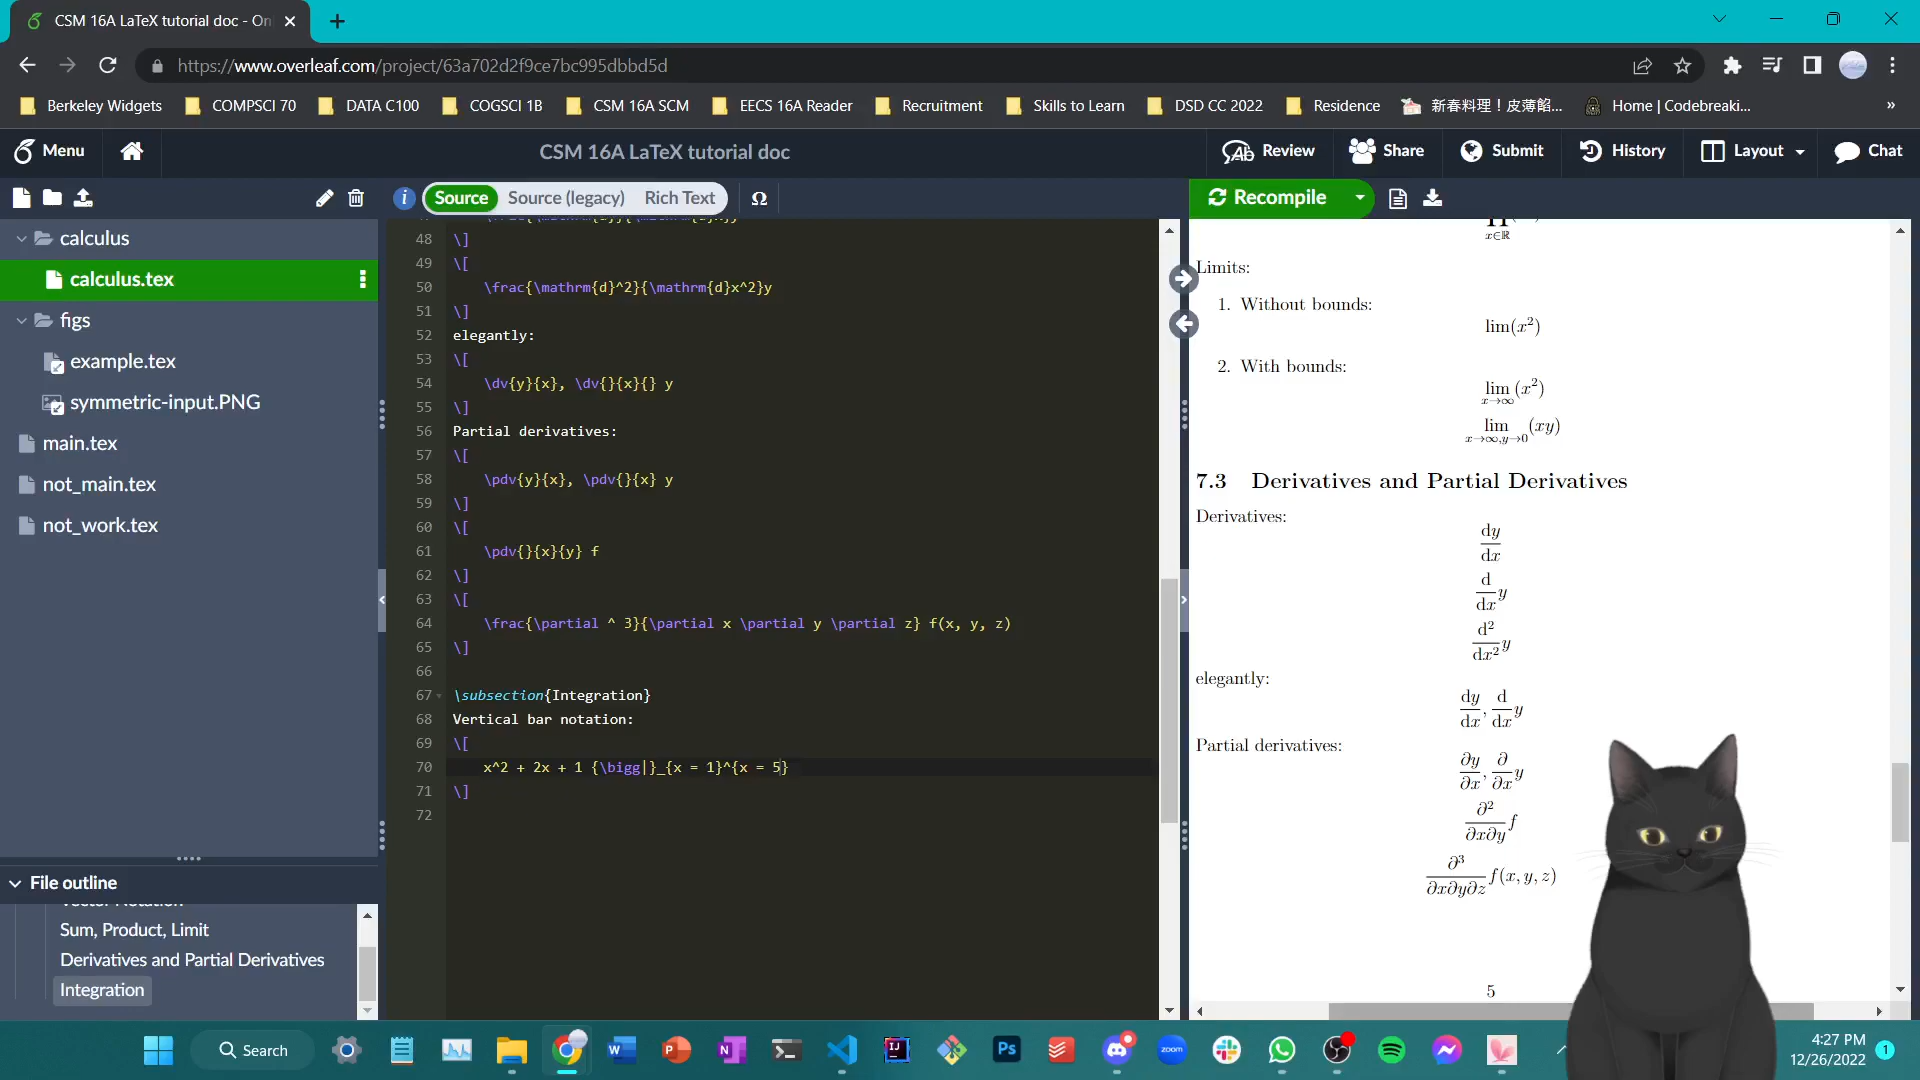 CSM 16A LaTeX tutorial doc - On
https://www.overleaf.com/project/63a702d2f9ce7bc995dbbd5d
Berkeley Widgets COMPSCI 70 DATA C100 COGSCI 1B CSM 16A SCM EECS 16A Reader Recruitment Skills to Learn DSD CC 2022 Residence 新春料理！皮薄餡... Home | Codebreaki... »
Menu CSM 16A LaTeX tutorial doc Review Share Submit History Layout Chat
i Source Source (legacy) Rich Text Ω Recompile
calculus
calculus.tex
figs
example.tex
symmetric-input.PNG
main.tex
not_main.tex
not_work.tex
File outline
Sum, Product, Limit
Derivatives and Partial Derivatives
Integration
48 \]
49 \[
50 \frac{\mathrm{d}^2}{\mathrm{d}x^2}y
51 \]
52 elegantly:
53 \[
54 \dv{y}{x}, \dv{}{x}{} y
55 \]
56 Partial derivatives:
57 \[
58 \pdv{y}{x}, \pdv{}{x} y
59 \]
60 \[
61 \pdv{}{x}{y} f
62 \]
63 \[
64 \frac{\partial ^ 3}{\partial x \partial y \partial z} f(x, y, z)
65 \]
66
67 \subsection{Integration}
68 Vertical bar notation:
69 \[
70 x^2 + 2x + 1 {\bigg|}_{x = 1}^{x = 5}
71 \]
72
x∈ℝ
Limits:
1. Without bounds:
lim(x²)
2. With bounds:
lim (x²)
x→∞
lim (xy)
x→∞,y→0
7.3 Derivatives and Partial Derivatives
Derivatives:
dy
dx
d
dx y
d²
dx² y
elegantly:
dy/dx, d/dx y
Partial derivatives:
∂y/∂x, ∂/∂x y
∂²
∂x∂y f
∂³
∂x∂y∂z f(x, y, z)
5
Search
zoom
4:27 PM
12/26/2022
1